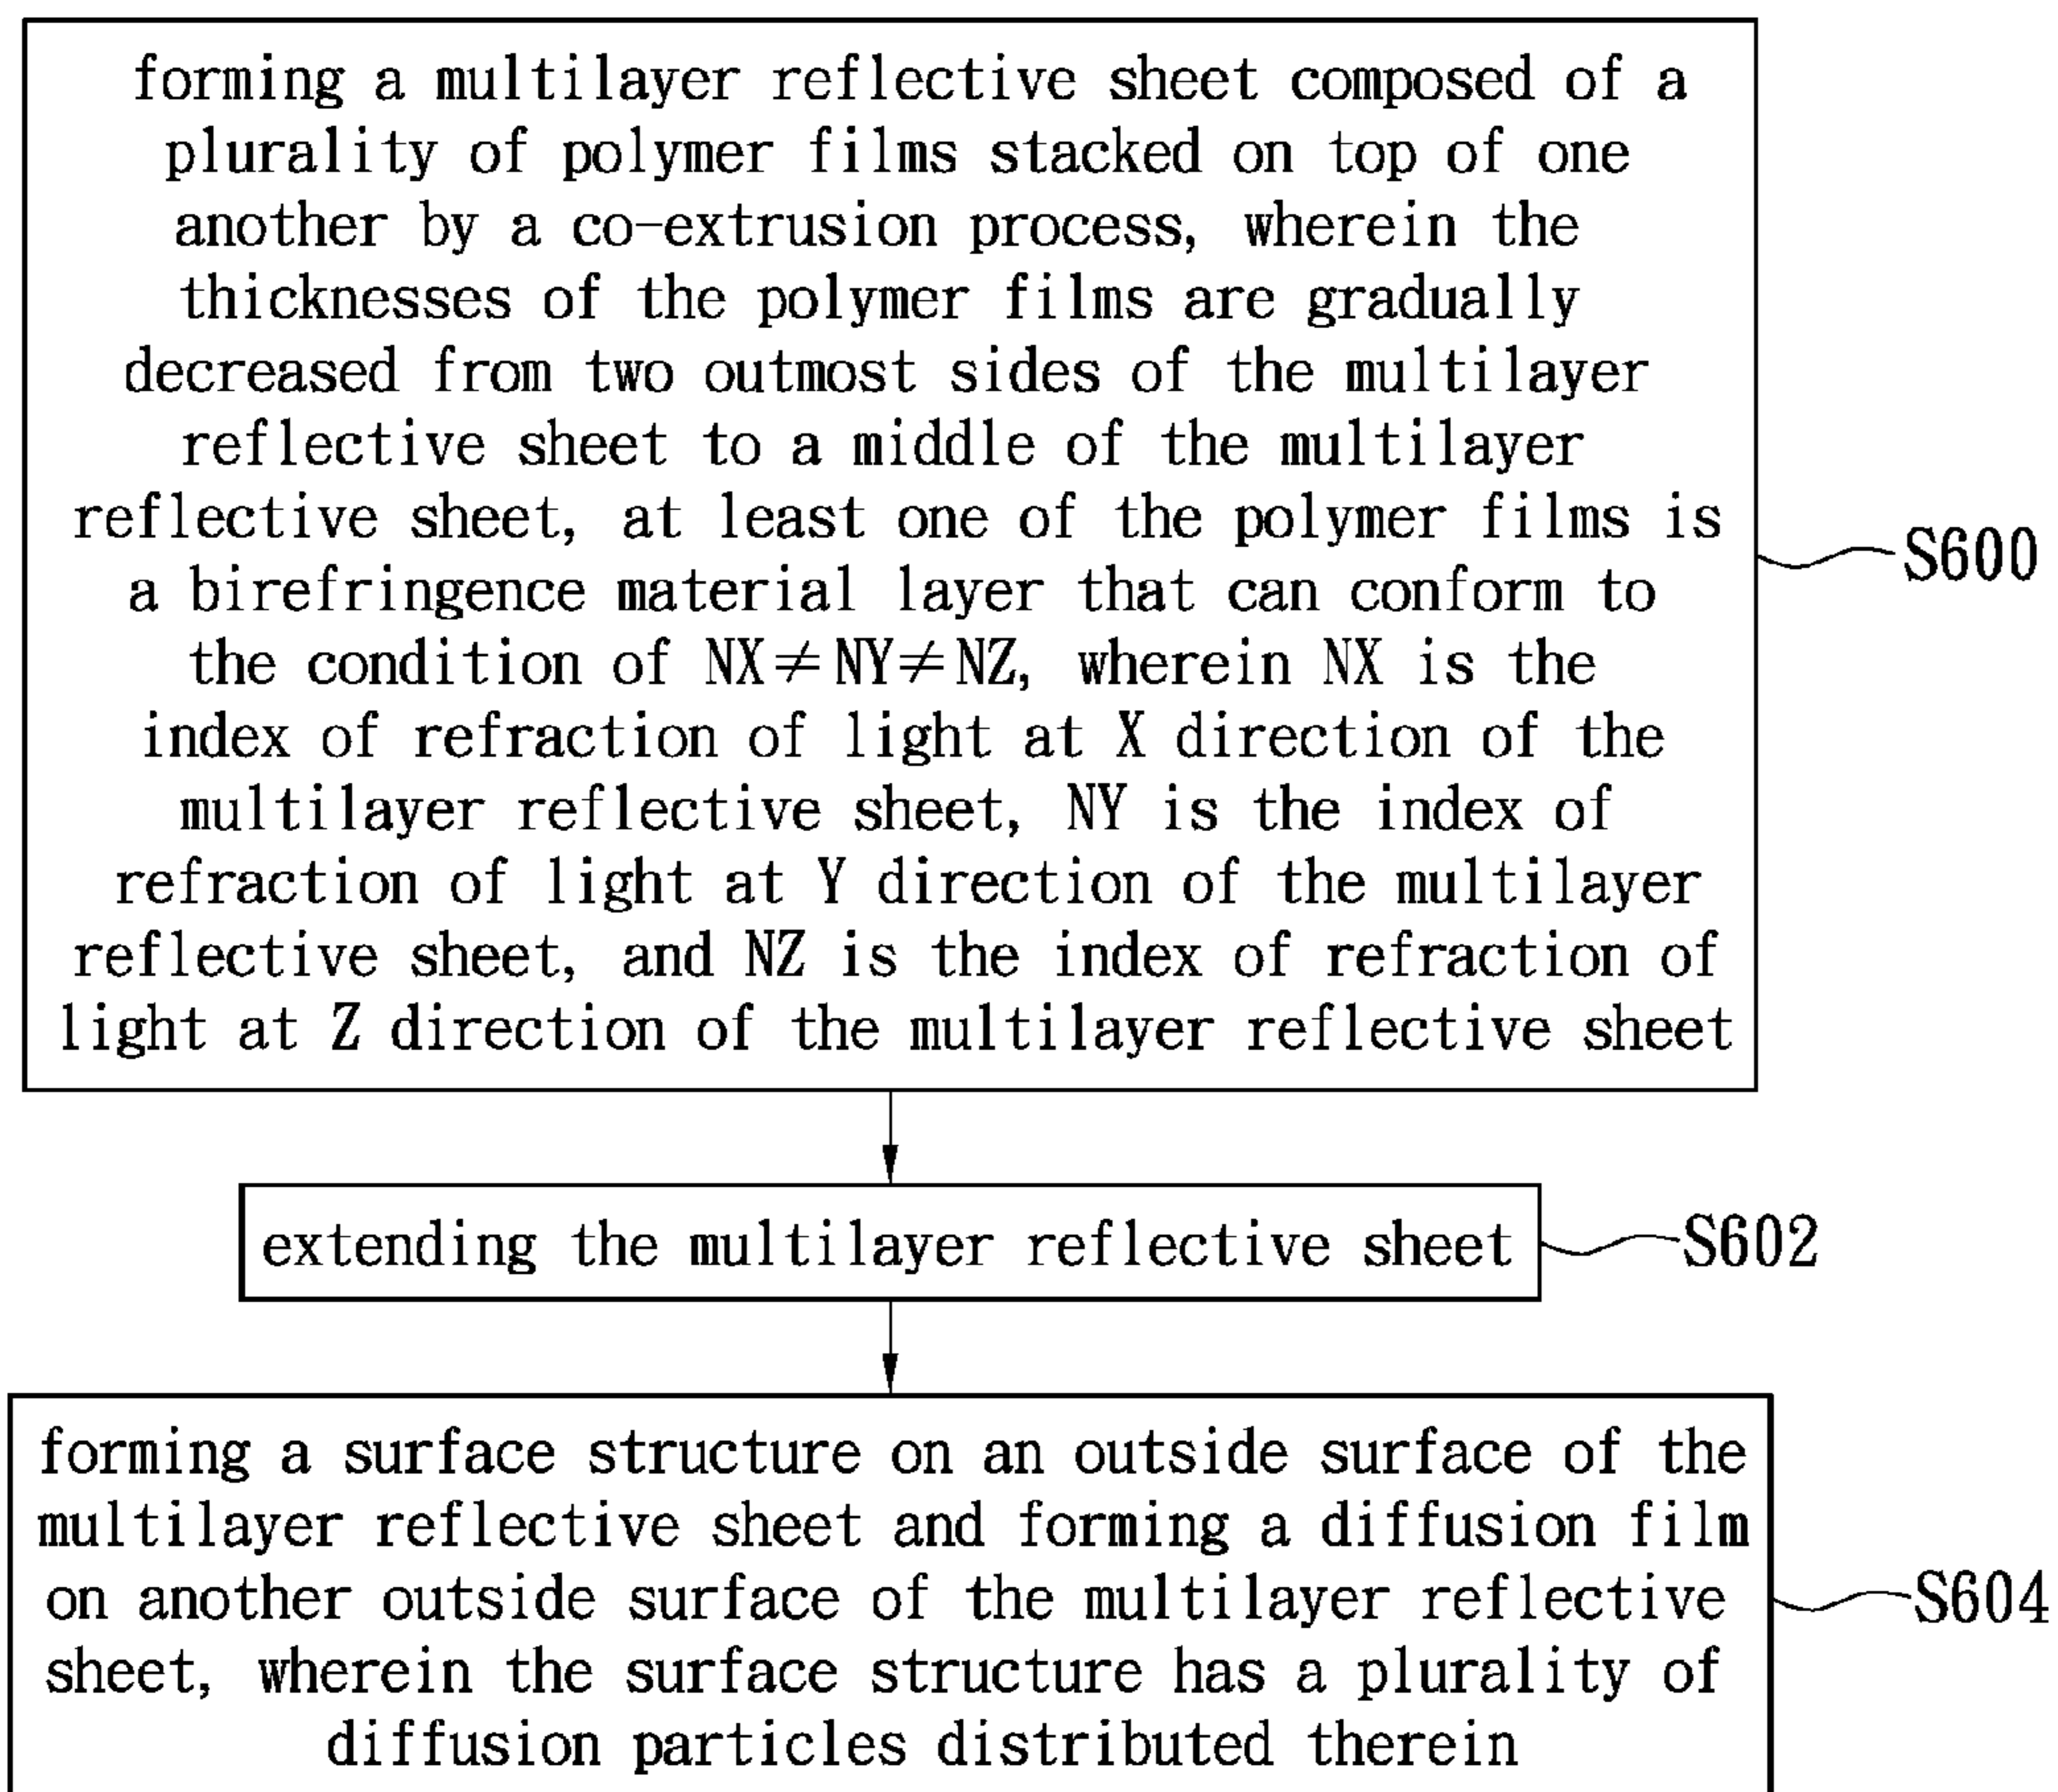 forming a multilayer reflective sheet composed of a
plurality of polymer films stacked on top of one
another by a co-extrusion process, wherein the
thicknesses of the polymer films are gradually
decreased from two outmost sides of the multilayer
reflective sheet to a middle of the multilayer
reflective sheet, at least one of the polymer films is
a birefringence material layer that can conform to
the condition of NX≠NY≠NZ, wherein NX is the
index of refraction of light at X direction of the
multilayer reflective sheet, NY is the index of
refraction of light at Y direction of the multilayer
reflective sheet, and NZ is the index of refraction of
light at Z direction of the multilayer reflective sheet
S600
extending the multilayer reflective sheet
S602
forming a surface structure on an outside surface of the
multilayer reflective sheet and forming a diffusion film
on another outside surface of the multilayer reflective
sheet, wherein the surface structure has a plurality of
diffusion particles distributed therein
S604